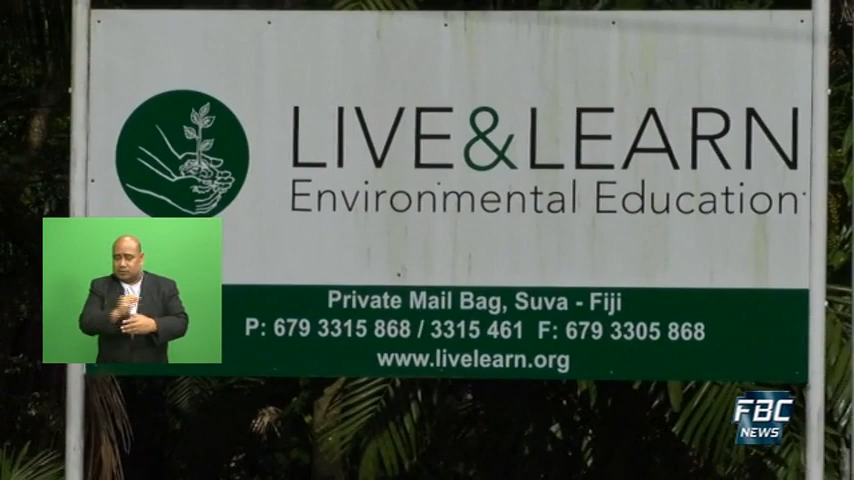 LIVE&LEARN
Environmental Education
Private Mail Bag, Suva - Fiji
P: 679 3315 868 / 3315 461 F: 679 3305 868
www.livelearn.org
FBC
NEWS